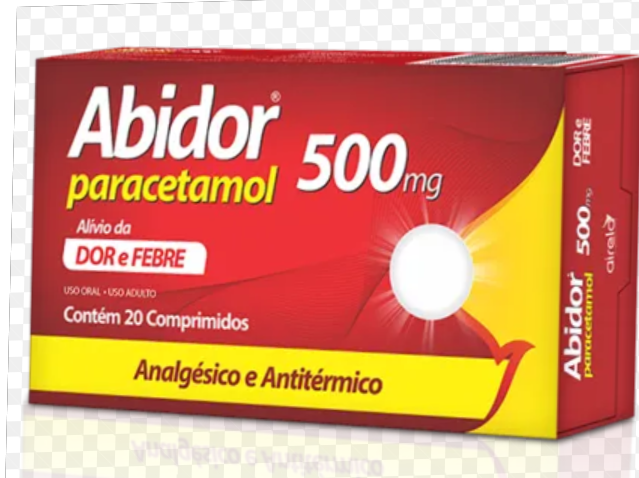 Abidor®
paracetamol
500mg
Alívio da
DOR e FEBRE
USO ORAL • USO ADULTO
Contém 20 Comprimidos
Analgésico e Antitérmico
Abidor
paracetamol
500mg
DOR e
FEBRE
airela